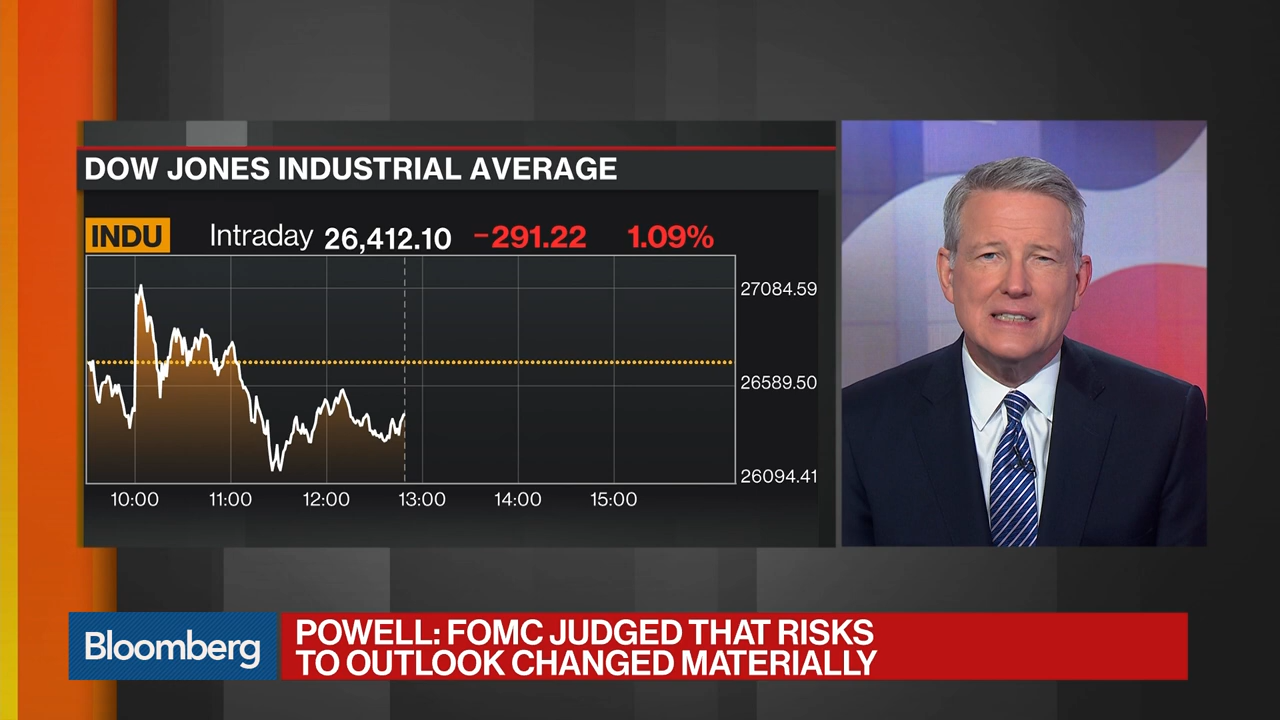 DOW JONES INDUSTRIAL AVERAGE
INDU Intraday 26,412.10 −291.22 1.09%
27084.59
26589.50
26094.41
10:00 11:00 12:00 13:00 14:00 15:00
Bloomberg
POWELL: FOMC JUDGED THAT RISKS
TO OUTLOOK CHANGED MATERIALLY